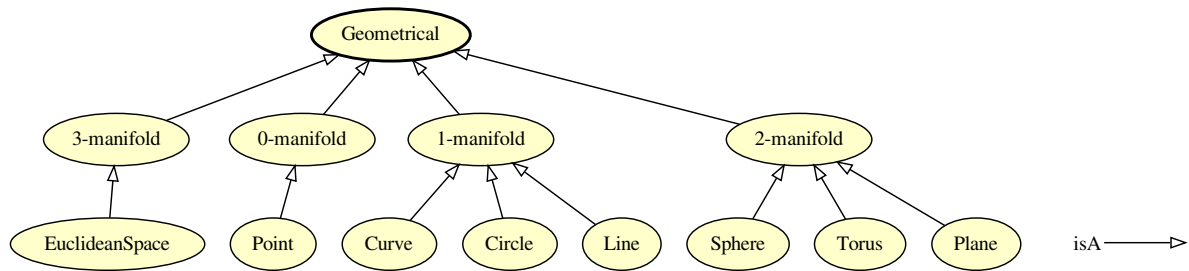 Geometrical
3-manifold 0-manifold 1-manifold 2-manifold
EuclideanSpace Point Curve Circle Line Sphere Torus Plane isA